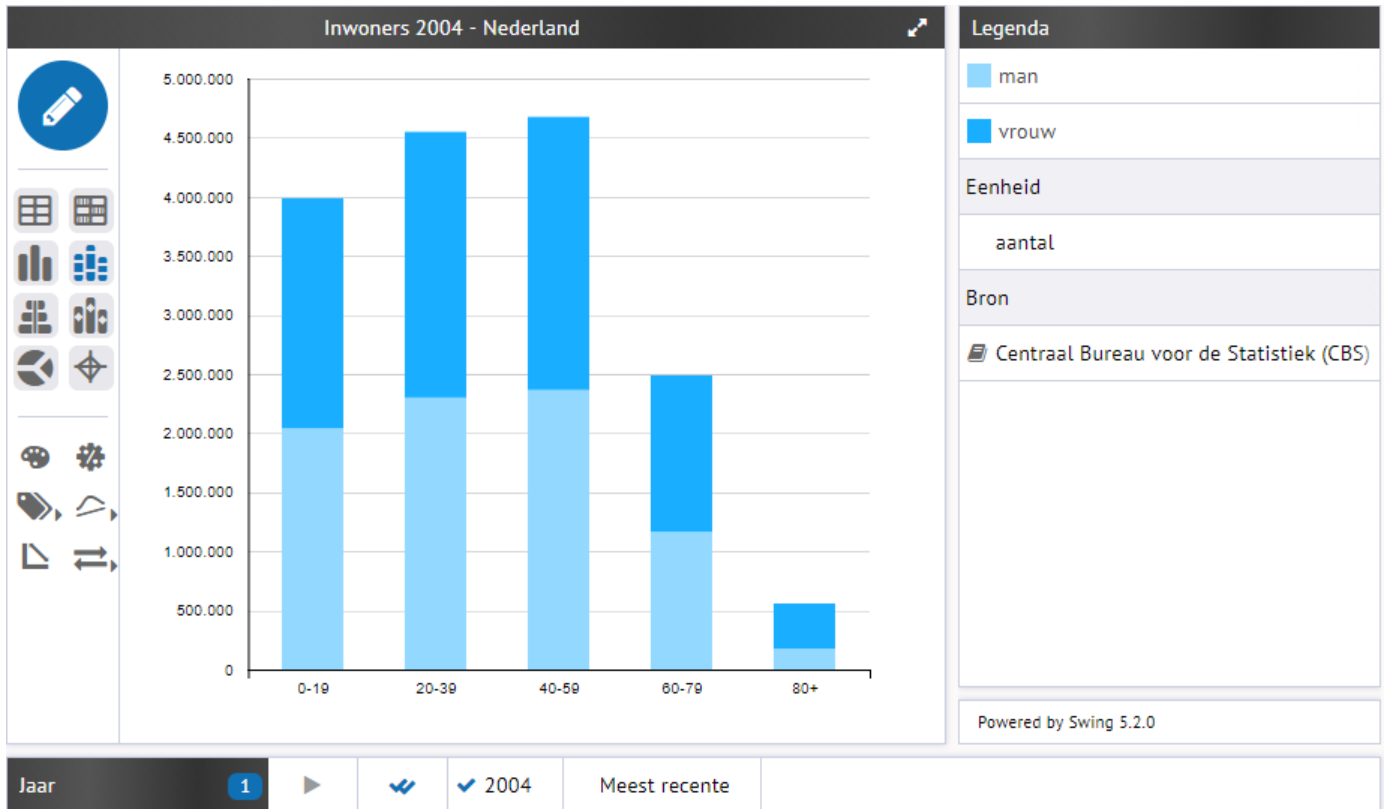 Inwoners 2004 - Nederland
5.000.000
4.500.000
4.000.000
3.500.000
3.000.000
2.500.000
2.000.000
1.500.000
1.000.000
500.000
0
0-19 20-39 40-59 60-79 80+
Legenda
man
vrouw
Eenheid
aantal
Bron
Centraal Bureau voor de Statistiek (CBS)
Powered by Swing 5.2.0
Jaar 1 2004 Meest recente